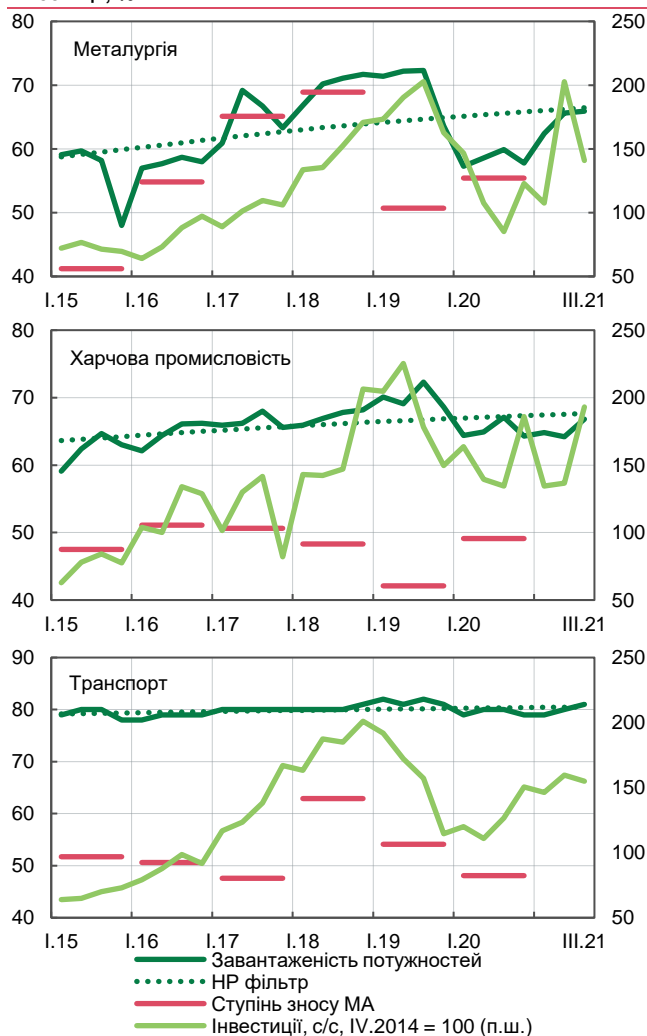 80 250
Металургія
70 200
60 150
50 100
40 50
I.15 I.16 I.17 I.18 I.19 I.20 III.21
80 250
Харчова промисловість
70 200
60 150
50 100
40 50
I.15 I.16 I.17 I.18 I.19 I.20 III.21
90 250
Транспорт
80 200
70
150
60
100
50
40 50
I.15 I.16 I.17 I.18 I.19 I.20 III.21
Завантаженість потужностей
НР фільтр
Ступінь зносу МА
Інвестиції, с/с, IV.2014 = 100 (п.ш.)